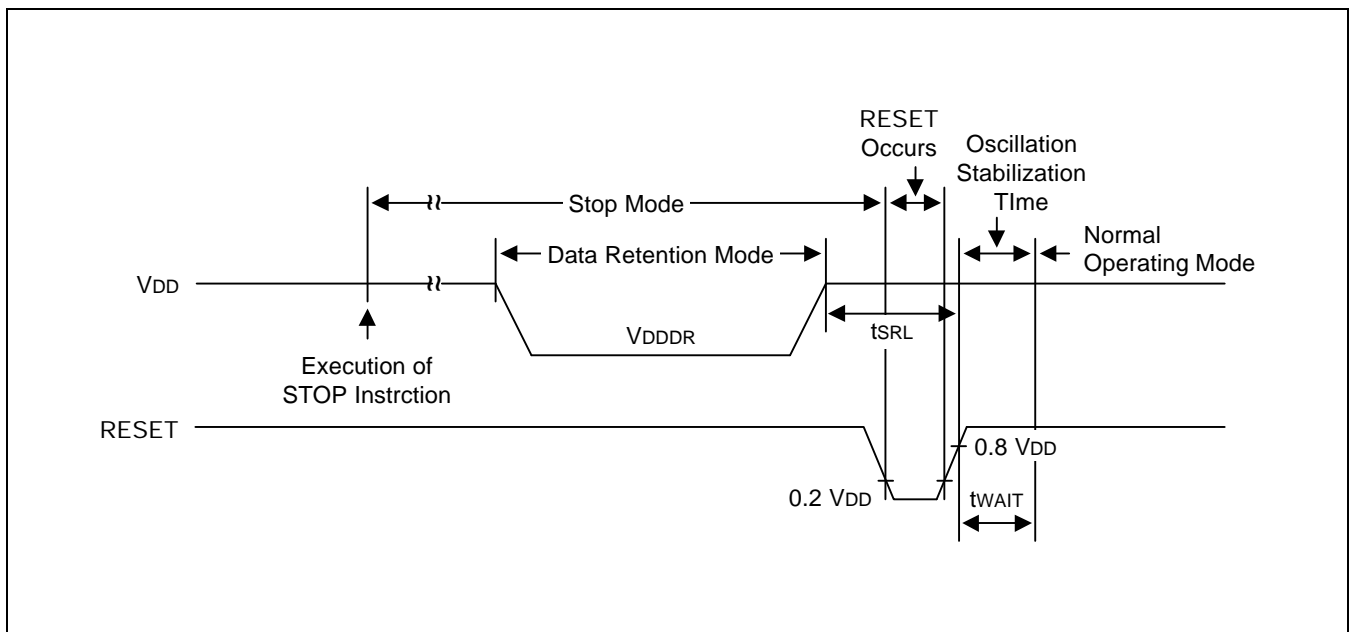 RESET
Occurs
Oscillation
Stabilization
TIme
Stop Mode
Normal
Operating Mode
Data Retention Mode
VDD
VDDDR
tSRL
Execution of
STOP Instrction
RESET
0.8 VDD
0.2 VDD
tWAIT